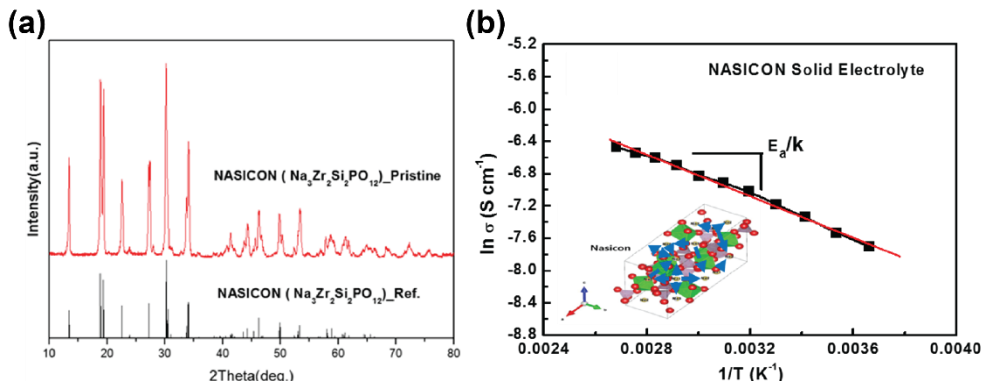 (a)
Intensity(a.u.)
NASICON ( Na3Zr2Si2PO12)_Pristine
NASICON ( Na3Zr2Si2PO12)_Ref.
10 20 30 40 50 60 70 80
2Theta(deg.)
(b)
ln σ (S cm-1)
-5.2
-5.6
-6.0
-6.4
-6.8
-7.2
-7.6
-8.0
-8.4
-8.8
NASICON Solid Electrolyte
Ea/k
Nasicon
0.0024 0.0028 0.0032 0.0036 0.0040
1/T (K-1)